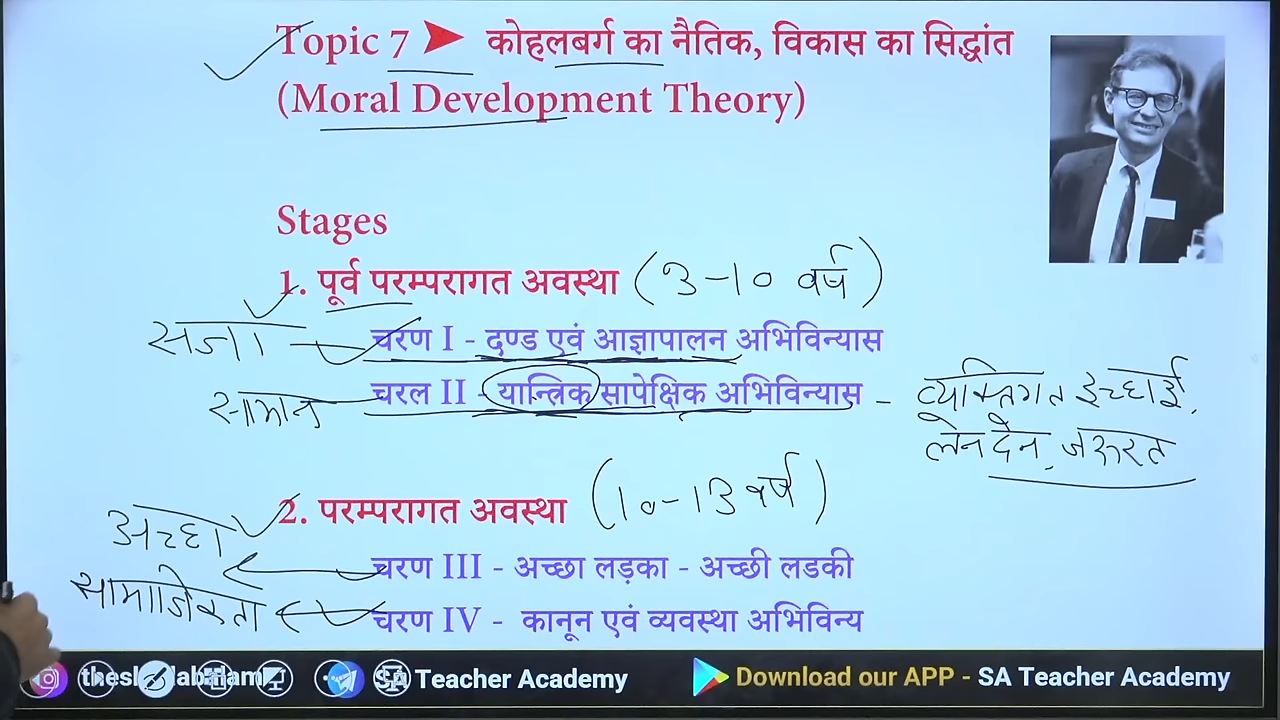 Topic 7 ➤ कोहलबर्ग का नैतिक, विकास का सिद्धांत
(Moral Development Theory)
Stages
1. पूर्व परम्परागत अवस्था (3-10 वर्ष)
सजा चरण I - दण्ड एवं आज्ञापालन अभिविन्यास
सामान चरल II - यान्त्रिक सापेक्षिक अभिविन्यास - व्यक्तिगत इच्छाई,
लेनदेन, जरूरत
2. परम्परागत अवस्था (10-13 वर्ष)
अच्छा चरण III - अच्छा लड़का - अच्छी लडकी
सामाजिकता चरण IV - कानून एवं व्यवस्था अभिविन्य
SA Teacher Academy
Download our APP - SA Teacher Academy